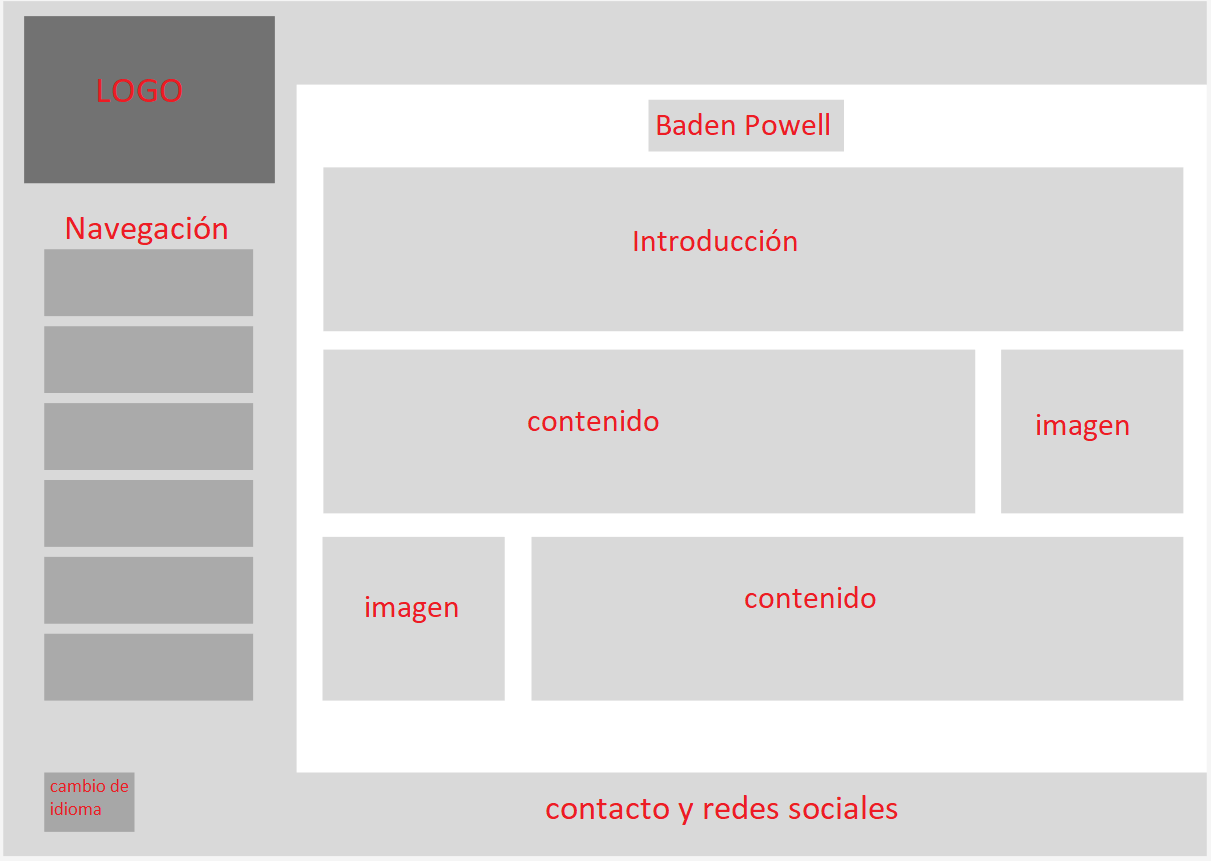 LOGO
Navegación
cambio de
idioma
Baden Powell
Introducción
contenido
imagen
imagen
contenido
contacto y redes sociales